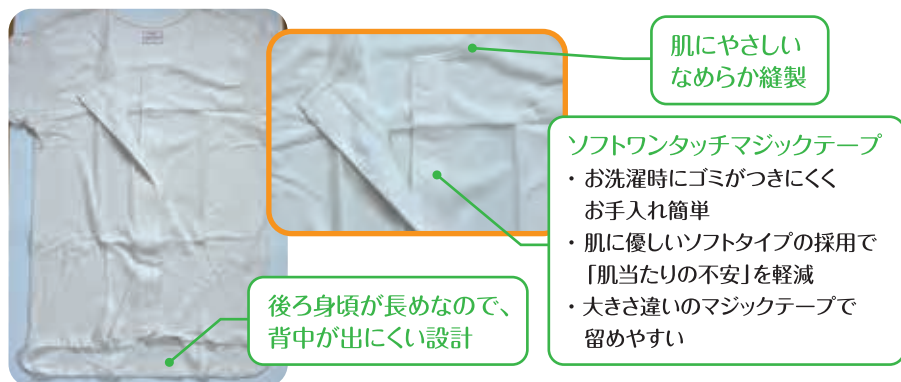 肌にやさしい
なめらか縫製
ソフトワンタッチマジックテープ
・お洗濯時にゴミがつきにくく
お手入れ簡単
・肌に優しいソフトタイプの採用で
「肌当たりの不安」を軽減
・大きさ違いのマジックテープで
留めやすい
後ろ身頃が長めなので、
背中が出にくい設計